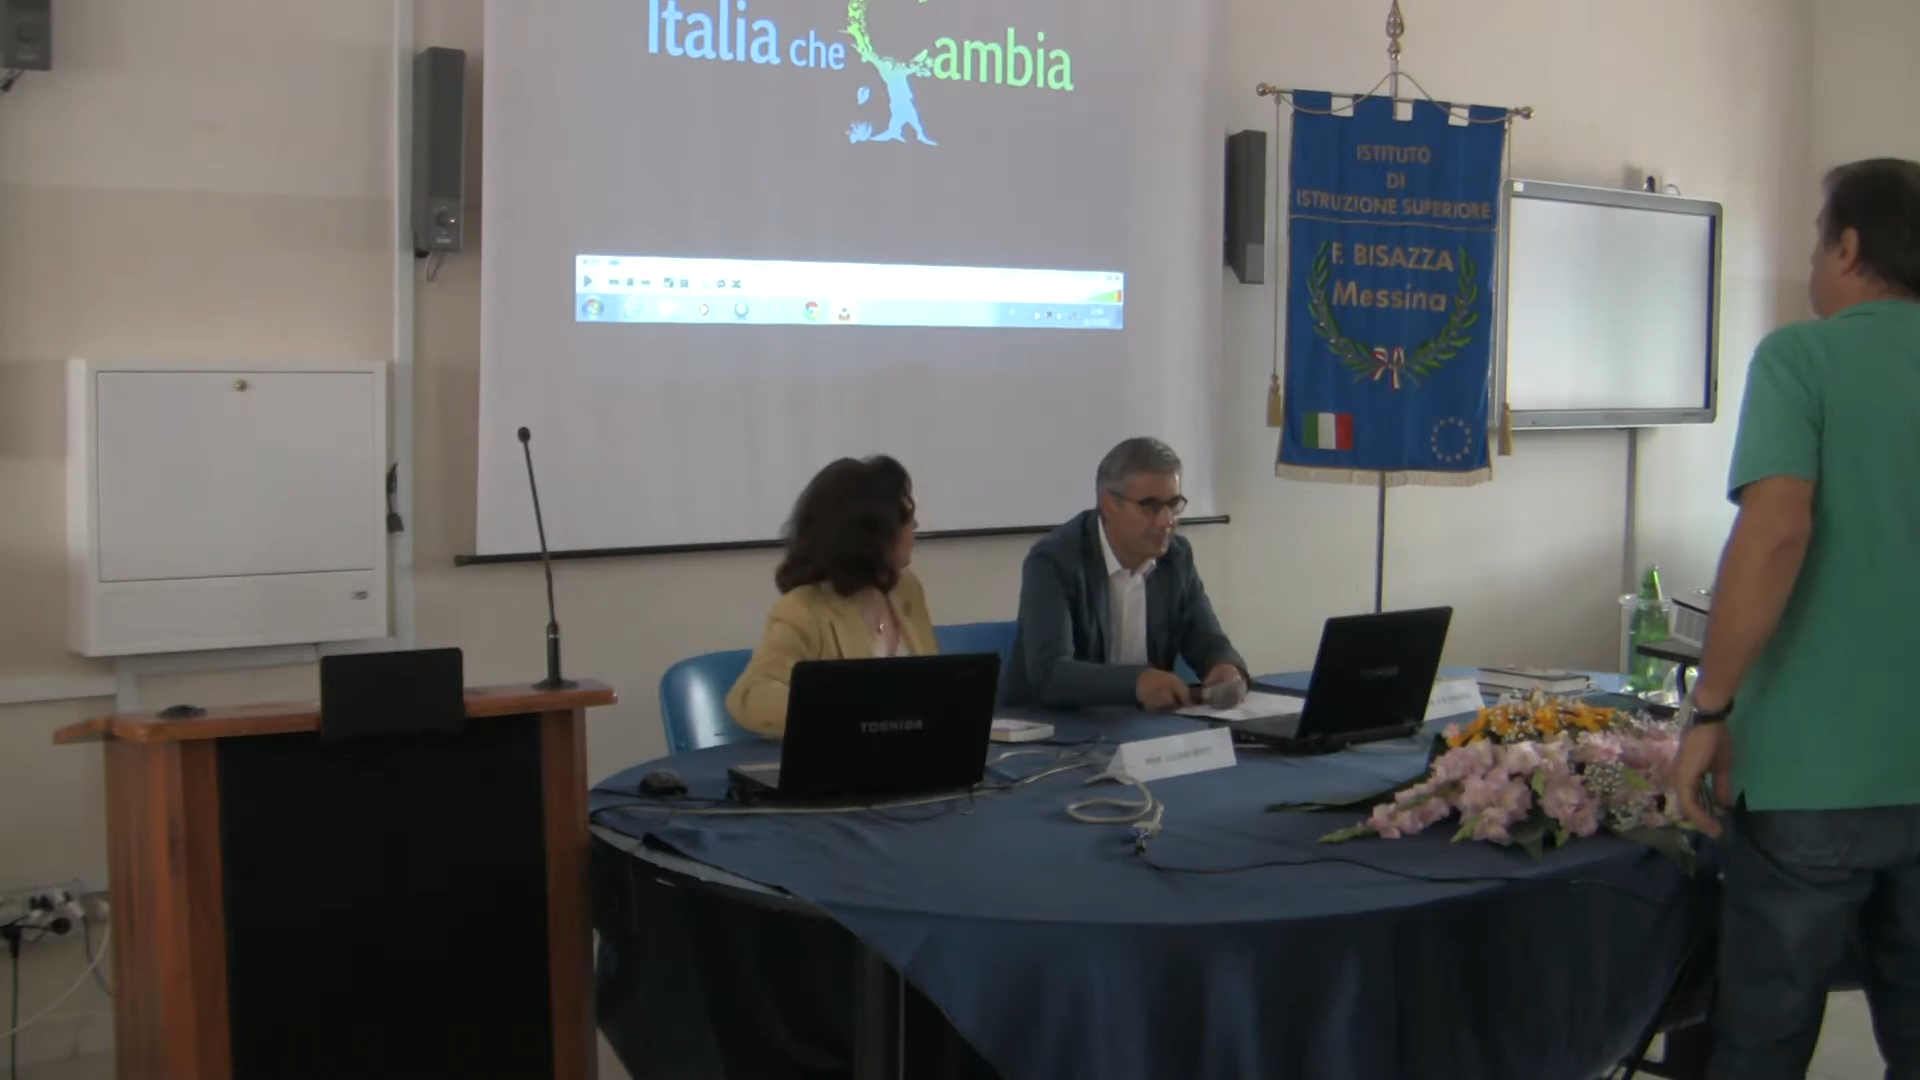 Italia che Cambia
ISTITUTO
DI
ISTRUZIONE SUPERIORE
F. BISAZZA
Messina
TOSHIBA